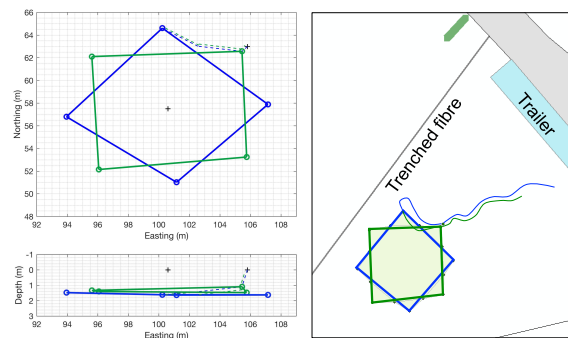 66
64
62
60
58
56
54
52
50
48
Northing (m)
92 94 96 98 100 102 104 106 108
Easting (m)
-1
0
1
2
3
Depth (m)
92 94 96 98 100 102 104 106 108
Easting (m)
Trenched fibre
Trailer